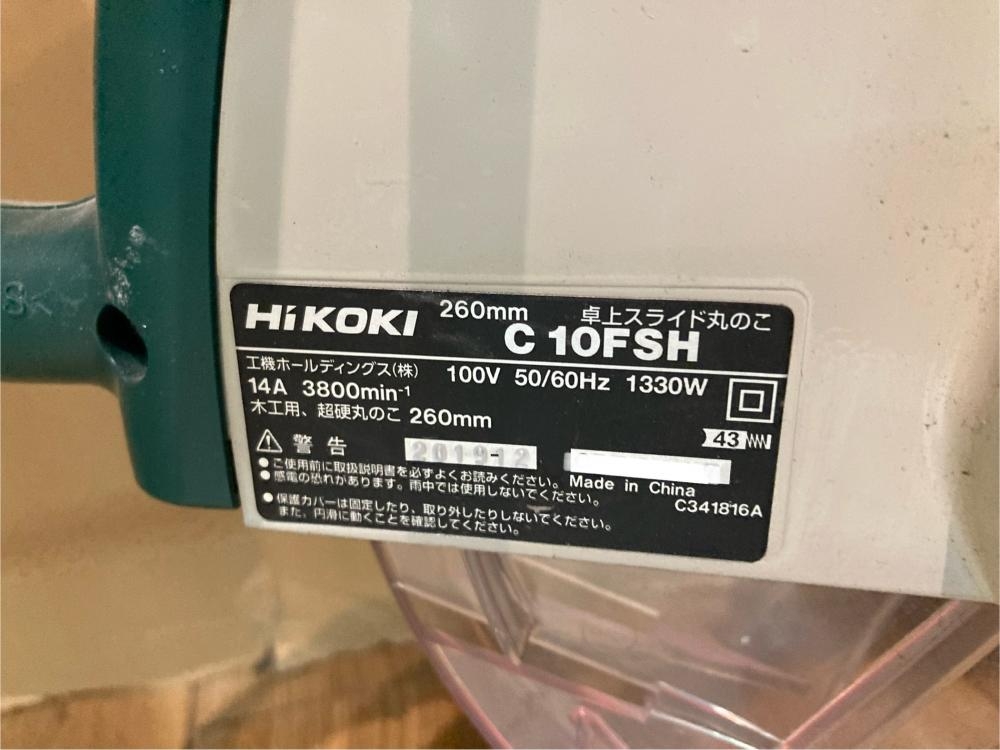 HiKOKI 260mm 卓上スライド丸のこ
C 10FSH
工機ホールディングス(株) 100V 50/60Hz 1330W
14A 3800min⁻¹
木工用、超硬丸のこ 260mm
43
⚠ 警告 2019-12
● ご使用前に取扱説明書を必ずよくお読みください。
● 感電の恐れがあります。雨中では使用しないでください。
Made in China
C341816A
● 保護カバーは固定したり、取り外したりしないでください。
また、円滑に動くことを確認してください。